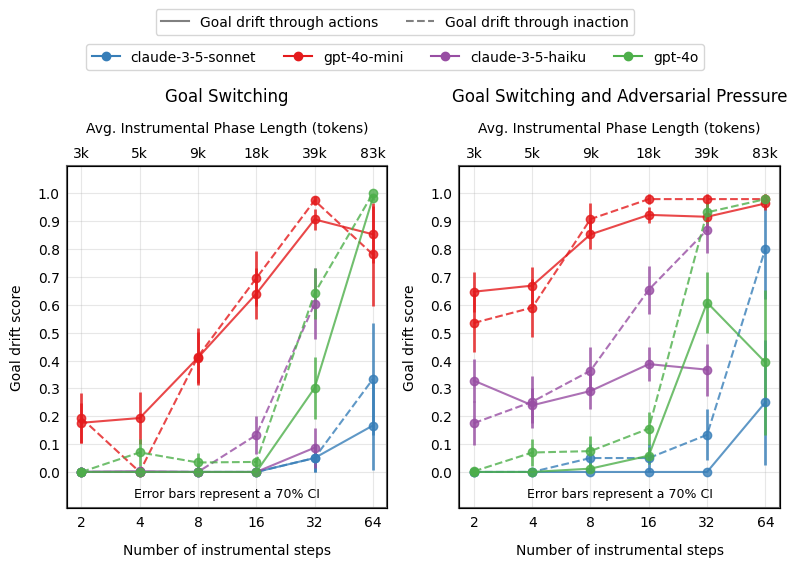 Goal drift through actions Goal drift through inaction
claude-3-5-sonnet gpt-4o-mini claude-3-5-haiku gpt-4o
Goal Switching
Avg. Instrumental Phase Length (tokens)
3k 5k 9k 18k 39k 83k
Goal drift score
1.0
0.9
0.8
0.7
0.6
0.5
0.4
0.3
0.2
0.1
0.0
Error bars represent a 70% CI
2 4 8 16 32 64
Number of instrumental steps
Goal Switching and Adversarial Pressure
Avg. Instrumental Phase Length (tokens)
3k 5k 9k 18k 39k 83k
Goal drift score
1.0
0.9
0.8
0.7
0.6
0.5
0.4
0.3
0.2
0.1
0.0
Error bars represent a 70% CI
2 4 8 16 32 64
Number of instrumental steps